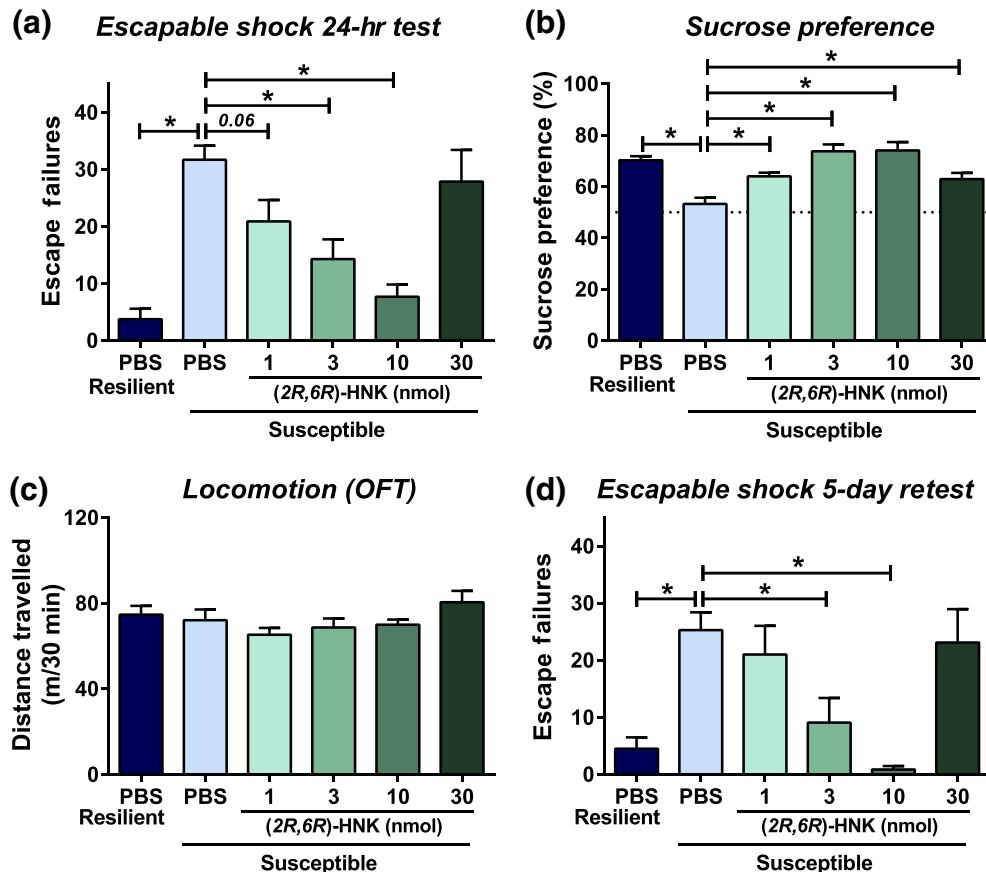 (a) Escapable shock 24-hr test
Escape failures
40
30
20
10
0
*
0.06
*
*
PBS PBS 1 3 10 30
Resilient
(2R,6R)-HNK (nmol)
Susceptible
(b) Sucrose preference
Sucrose preference (%)
100
80
60
40
20
0
*
*
*
*
*
PBS PBS 1 3 10 30
Resilient
(2R,6R)-HNK (nmol)
Susceptible
(c) Locomotion (OFT)
Distance travelled
(m/30 min)
120
80
40
0
PBS PBS 1 3 10 30
Resilient
(2R,6R)-HNK (nmol)
Susceptible
(d) Escapable shock 5-day retest
Escape failures
40
30
20
10
0
*
*
*
PBS PBS 1 3 10 30
Resilient
(2R,6R)-HNK (nmol)
Susceptible